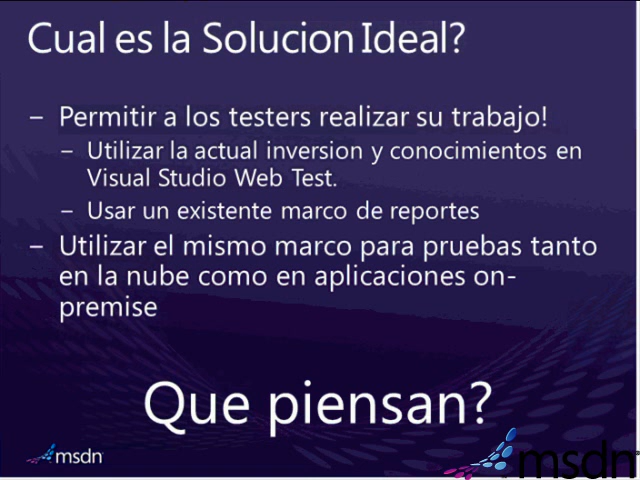 Cual es la Solucion Ideal?
– Permitir a los testers realizar su trabajo!
– Utilizar la actual inversion y conocimientos en
Visual Studio Web Test.
– Usar un existente marco de reportes
– Utilizar el mismo marco para pruebas tanto
en la nube como en aplicaciones on-
premise
Que piensan?
msdn
msdn